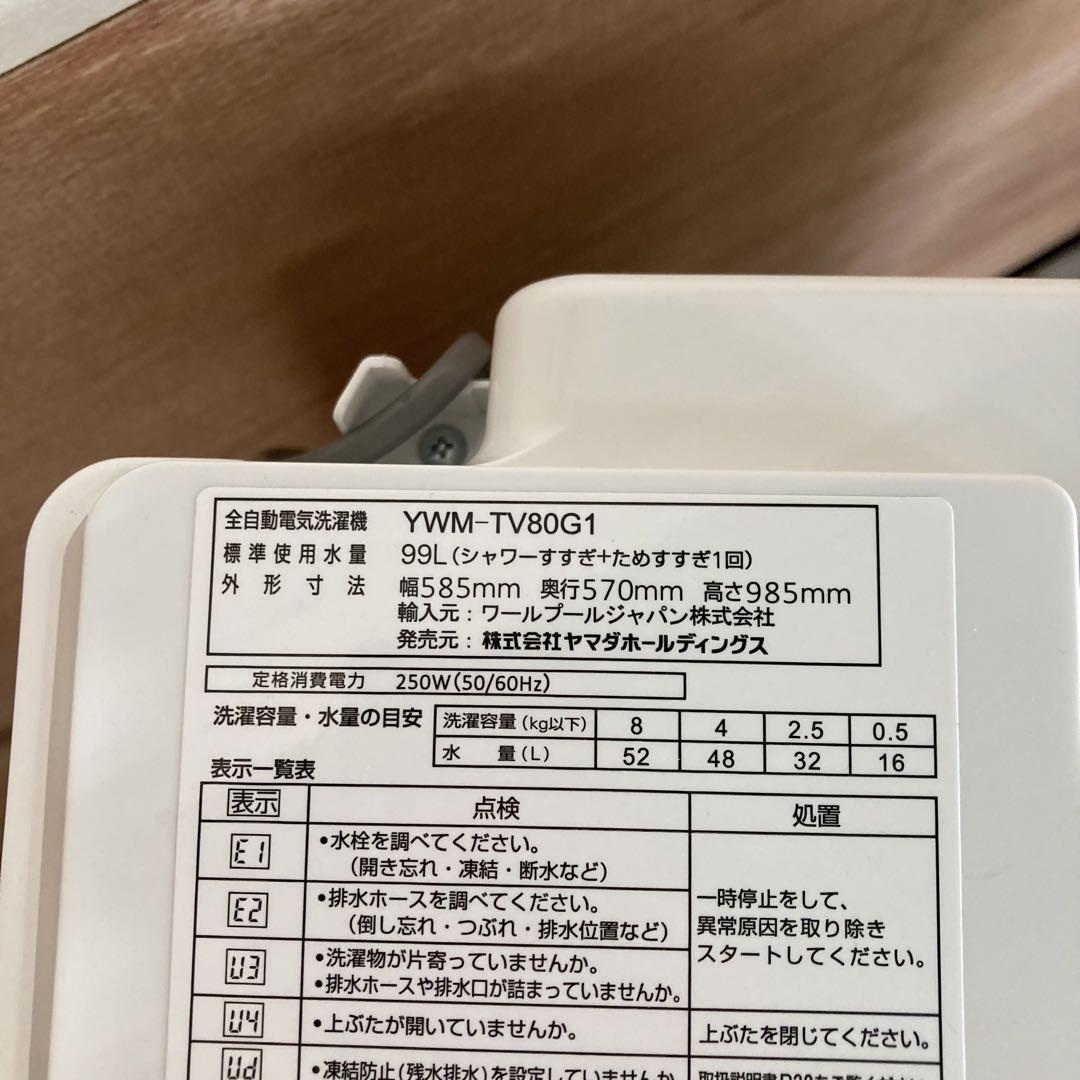 全自動電気洗濯機 YWM-TV80G1
標準使用水量 99L(シャワーすすぎ+ためすすぎ1回)
外形寸法 幅585mm 奥行570mm 高さ985mm
輸入元：ワールプールジャパン株式会社
発売元：株式会社ヤマダホールディングス
定格消費電力 250W(50/60Hz)
洗濯容量・水量の目安
洗濯容量(kg以下) 8 4 2.5 0.5
水量(L) 52 48 32 16
表示一覧表
表示 点検 処置
E1 •水栓を調べてください。
(開き忘れ・凍結・断水など)
E2 •排水ホースを調べてください。
(倒し忘れ・つぶれ・排水位置など)
U3 •洗濯物が片寄っていませんか。
•排水ホースや排水口が詰まっていませんか。
一時停止をして、
異常原因を取り除き
スタートしてください。
U4 •上ぶたが開いていませんか。 上ぶたを閉じてください。
Ud •凍結防止(残水排水)を設定していませんか 取扱説明書P20をご覧ください